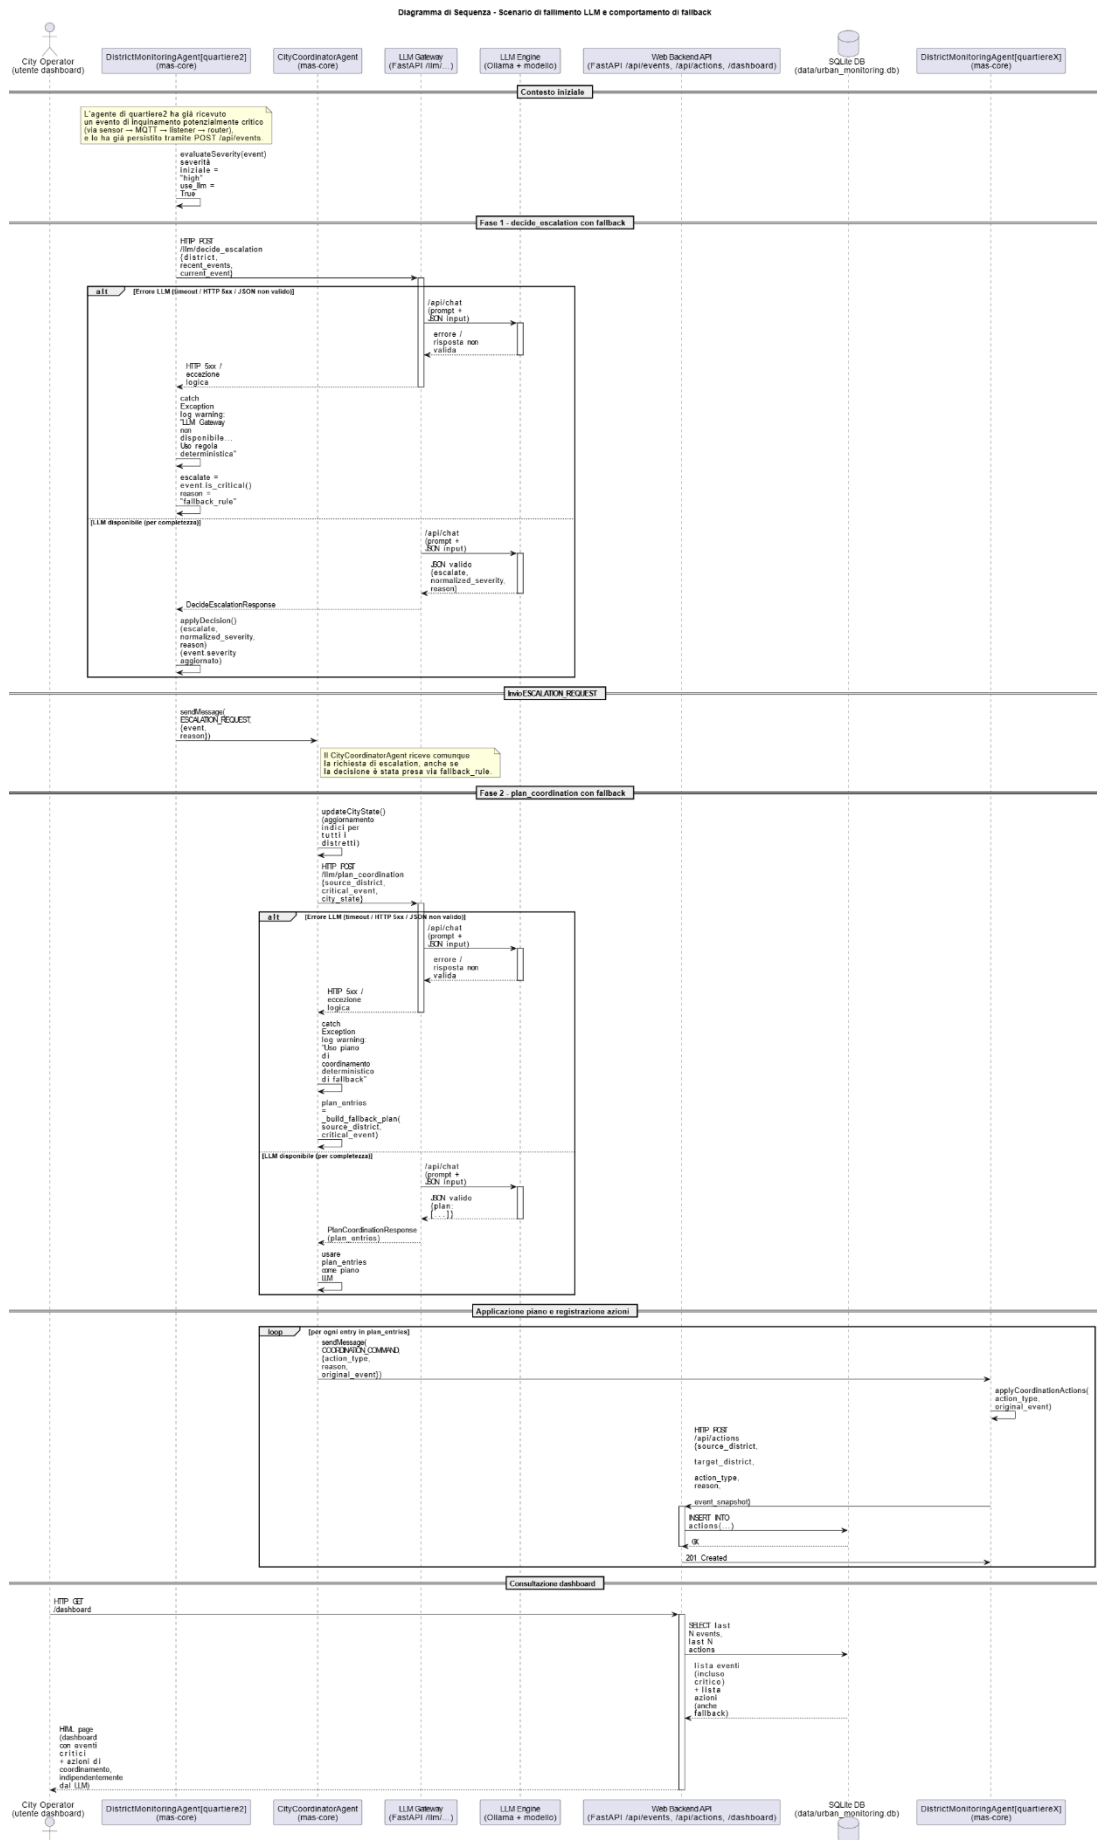 Diagramma di Sequenza - Scenario di fallimento LLM e comportamento di fallback
City Operator
(utente dashboard)
DistrictMonitoringAgent[quartiere2]
(mas-core)
CityCoordinatorAgent
(mas-core)
LLM Gateway
(FastAPI /llm/...)
LLM Engine
(Ollama + modello)
Web Backend API
(FastAPI /api/events, /api/actions, /dashboard)
SQLite DB
(data/urban_monitoring.db)
DistrictMonitoringAgent[quartiereX]
(mas-core)
Contesto iniziale
L'agente di quartiere2 ha già ricevuto
un evento di inquinamento potenzialmente critico
(via sensor → MQTT → listener → router),
e lo ha già persistito tramite POST /api/events.
evaluateSeverity(event)
severità
iniziale =
"high"
use_llm =
True
Fase 1 - decide_escalation con fallback
HTTP POST
/llm/decide_escalation
{district,
recent_events,
current_event}
alt
[Errore LLM (timeout / HTTP 5xx / JSON non valido)]
/api/chat
(prompt +
JSON input)
errore /
risposta non
valida
HTTP 5xx /
eccezione
logica
catch
Exception
log warning:
"LLM Gateway
non
disponibile...
Uso regola
deterministica"
escalate =
event.is_critical()
reason =
"fallback_rule"
[LLM disponibile (per completezza)]
/api/chat
(prompt +
JSON input)
JSON valido
{escalate,
normalized_severity,
reason}
DecideEscalationResponse
applyDecision()
(escalate,
normalized_severity,
reason)
(event.severity
aggiornato)
Invio ESCALATION_REQUEST
sendMessage(
ESCALATION_REQUEST,
{event,
reason})
Il CityCoordinatorAgent riceve comunque
la richiesta di escalation, anche se
la decisione è stata presa via fallback_rule.
Fase 2 - plan_coordination con fallback
updateCityState()
(aggiornamento
indici per
tutti i
distretti)
HTTP POST
/llm/plan_coordination
{source_district,
critical_event,
city_state}
alt
[Errore LLM (timeout / HTTP 5xx / JSON non valido)]
/api/chat
(prompt +
JSON input)
errore /
risposta non
valida
HTTP 5xx /
eccezione
logica
catch
Exception
log warning:
"Uso piano
di
coordinamento
deterministico
di fallback"
plan_entries
=
_build_fallback_plan(
source_district,
critical_event)
[LLM disponibile (per completezza)]
/api/chat
(prompt +
JSON input)
JSON valido
{plan:
[...]}
PlanCoordinationResponse
(plan_entries)
usare
plan_entries
come piano
LLM
Applicazione piano e registrazione azioni
loop
[per ogni entry in plan_entries]
sendMessage(
COORDINATION_COMMAND,
{action_type,
reason,
original_event})
applyCoordinationActions(
action_type,
original_event)
HTTP POST
/api/actions
{source_district,
target_district,
action_type,
reason,
event_snapshot}
INSERT INTO
actions(...)
OK
201 Created
Consultazione dashboard
HTTP GET
/dashboard
SELECT last
N events,
last N
actions
lista eventi
(incluso
critico)
+ lista
azioni
(anche
fallback)
HTML page
(dashboard
con eventi
critici
+ azioni di
coordinamento,
indipendentemente
dal LLM)
City Operator
(utente dashboard)
DistrictMonitoringAgent[quartiere2]
(mas-core)
CityCoordinatorAgent
(mas-core)
LLM Gateway
(FastAPI /llm/...)
LLM Engine
(Ollama + modello)
Web Backend API
(FastAPI /api/events, /api/actions, /dashboard)
SQLite DB
(data/urban_monitoring.db)
DistrictMonitoringAgent[quartiereX]
(mas-core)